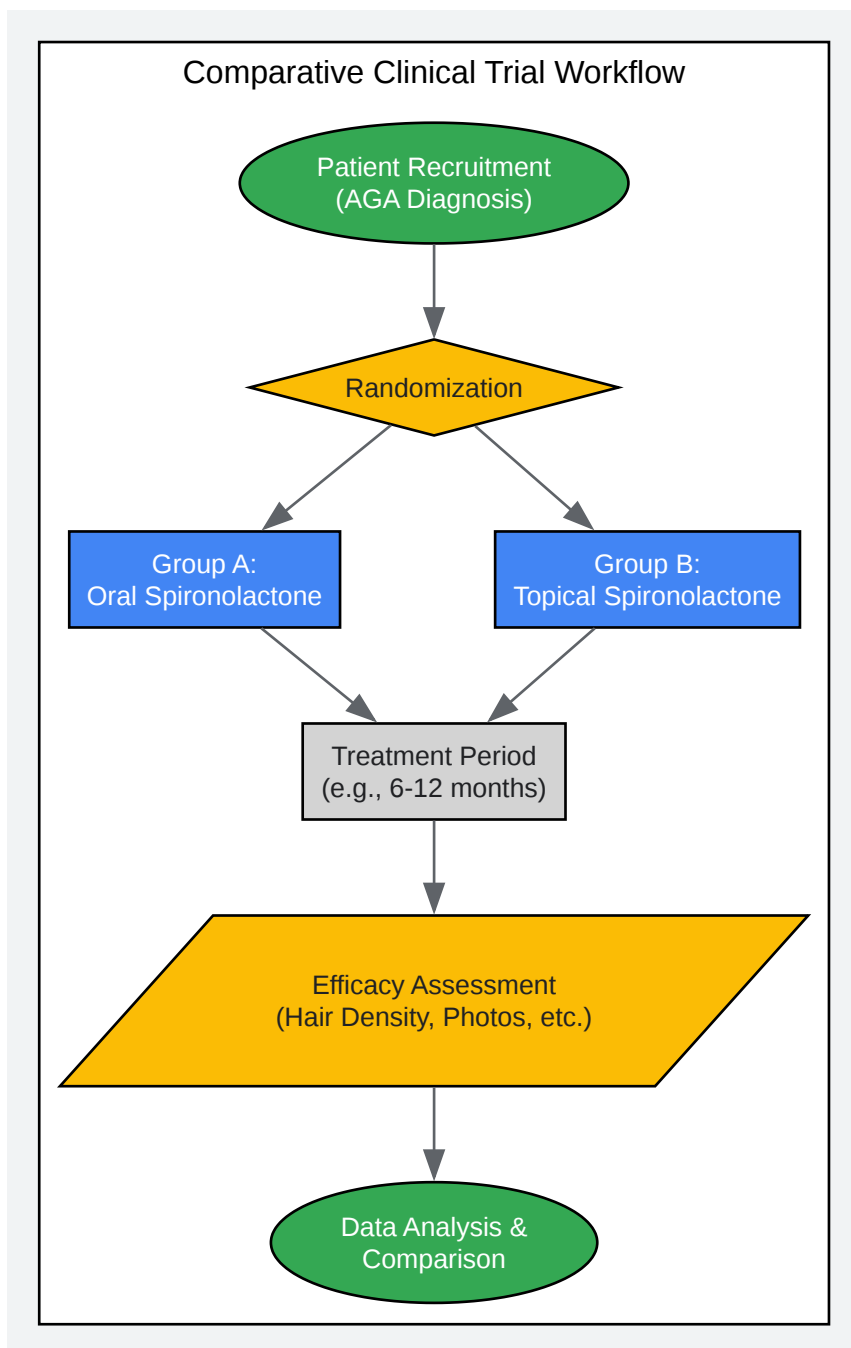 Comparative Clinical Trial Workflow
Patient Recruitment
(AGA Diagnosis)
Randomization
Group A:
Oral Spironolactone
Group B:
Topical Spironolactone
Treatment Period
(e.g., 6-12 months)
Efficacy Assessment
(Hair Density, Photos, etc.)
Data Analysis &
Comparison